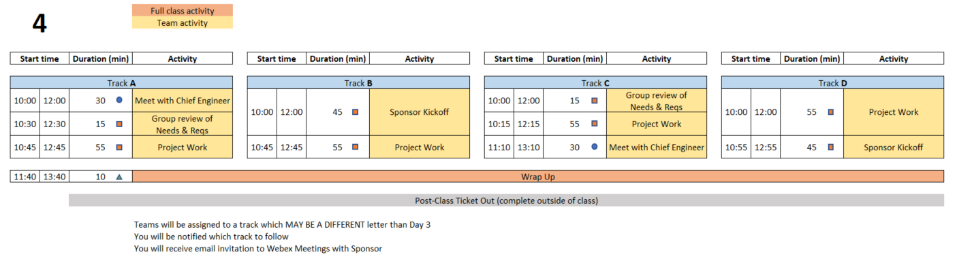 4
Full class activity
Team activity
Start time Duration (min) Activity Start time Duration (min) Activity Start time Duration (min) Activity Start time Duration (min) Activity
Track A
10:00 12:00 30 Meet with Chief Engineer
10:30 12:30 15 Group review of
Needs & Reqs
10:45 12:45 55 Project Work
Track B
10:00 12:00 45 Sponsor Kickoff
10:45 12:45 55 Project Work
Track C
10:00 12:00 15 Group review of
Needs & Reqs
10:15 12:15 55 Project Work
11:10 13:10 30 Meet with Chief Engineer
Track D
10:00 12:00 55 Project Work
10:55 12:55 45 Sponsor Kickoff
11:40 13:40 10 Wrap Up
Post-Class Ticket Out (complete outside of class)
Teams will be assigned to a track which MAY BE A DIFFERENT letter than Day 3
You will be notified which track to follow
You will receive email invitation to Webex Meetings with Sponsor